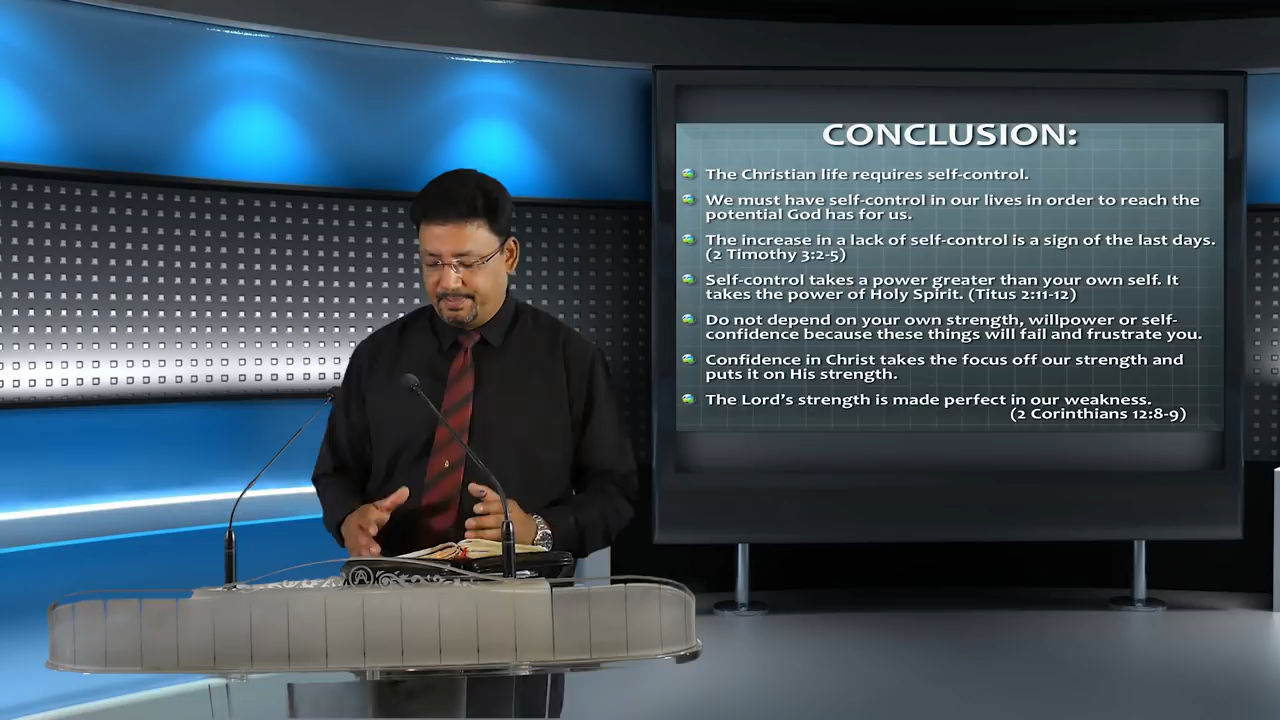 CONCLUSION:
The Christian life requires self-control.
We must have self-control in our lives in order to reach the
potential God has for us.
The increase in a lack of self-control is a sign of the last days.
(2 Timothy 3:2-5)
Self-control takes a power greater than your own self. It
takes the power of Holy Spirit. (Titus 2:11-12)
Do not depend on your own strength, willpower or self-
confidence because these things will fail and frustrate you.
Confidence in Christ takes the focus off our strength and
puts it on His strength.
The Lord's strength is made perfect in our weakness.
(2 Corinthians 12:8-9)